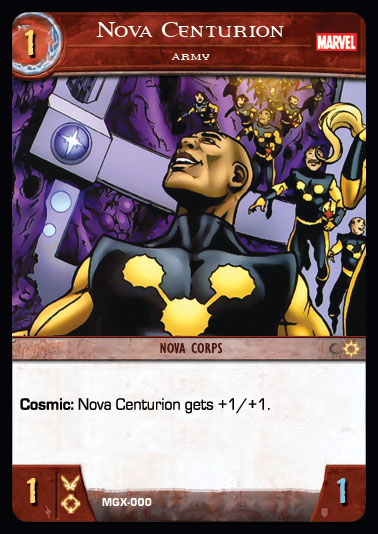 1
Nova Centurion
ARMY
MARVEL
NOVA CORPS
C
Cosmic: Nova Centurion gets +1/+1.
1
MGX-000
1